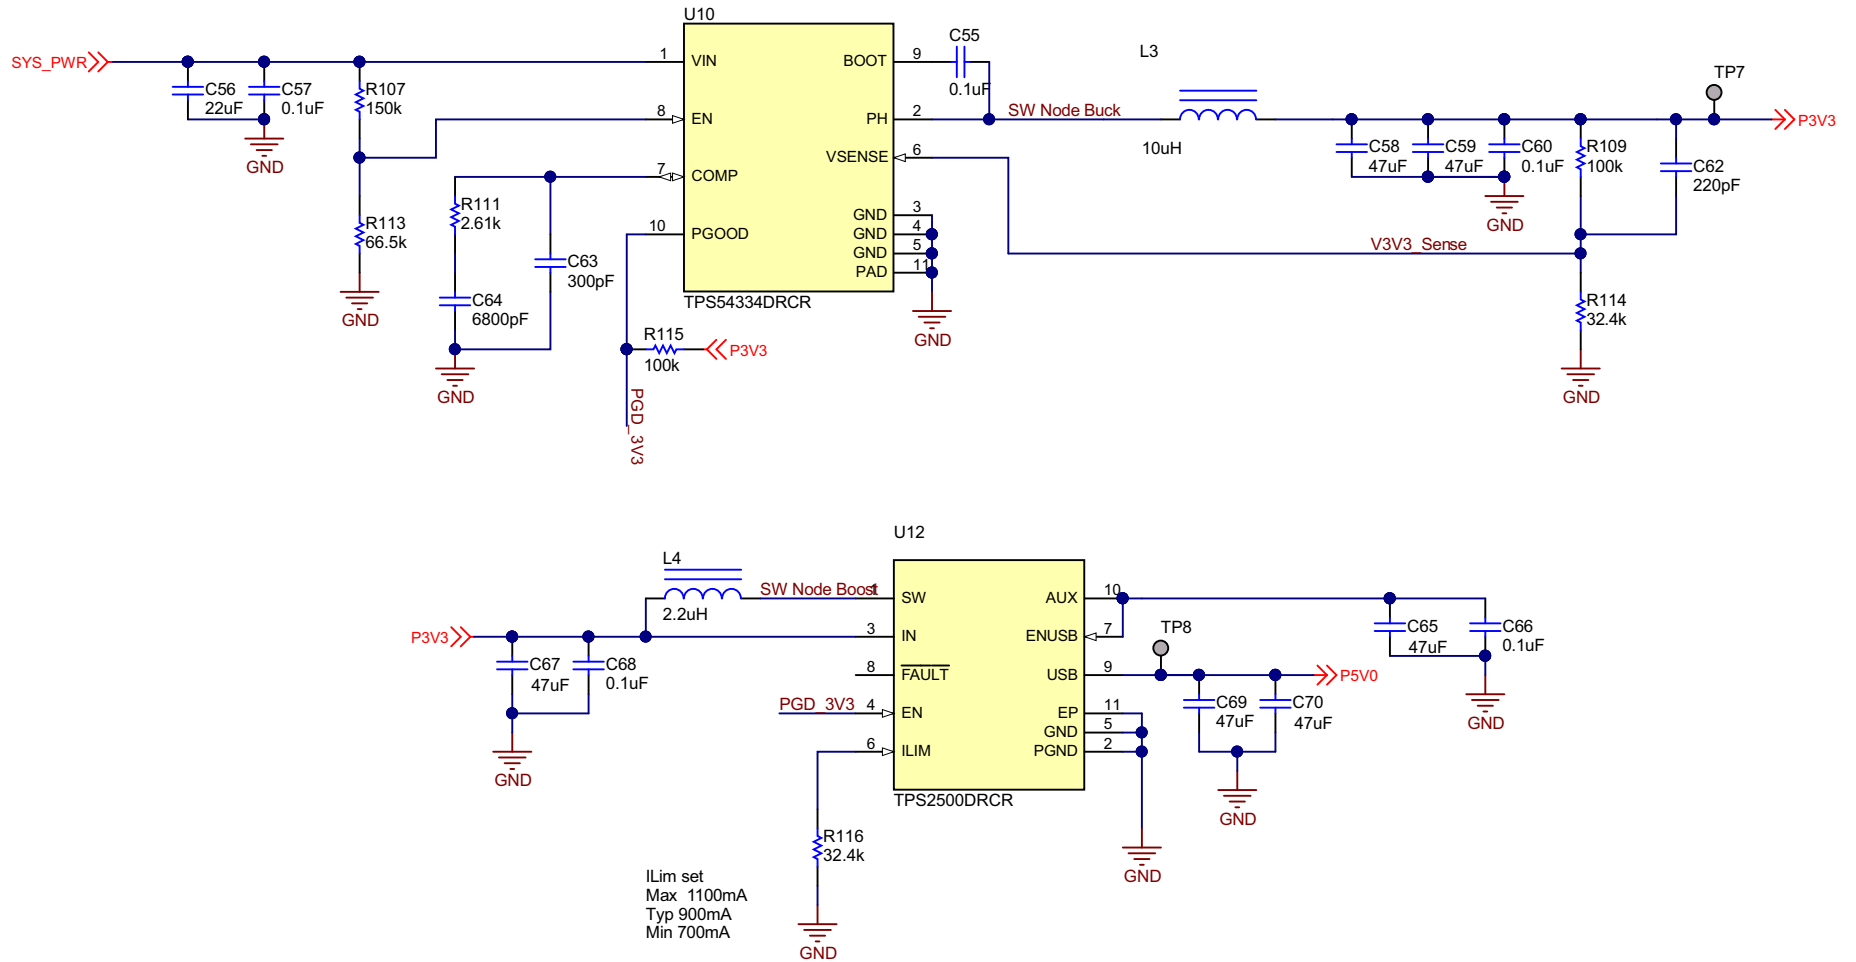 U10
SYS_PWR
C56
22uF
C57
0.1uF
R107
150k
1
VIN
8
EN
7
COMP
10
PGOOD
BOOT
9
PH
2
VSENSE
6
GND
3
GND
4
GND
5
PAD
11
TPS54334DRCR
C55
0.1uF
SW Node Buck
L3
10uH
TP7
P3V3
C58
47uF
C59
47uF
C60
0.1uF
R109
100k
C62
220pF
GND
GND
R113
66.5k
GND
R111
2.61k
C63
300pF
C64
6800pF
GND
R115
100k
P3V3
PGD_3V3
GND
V3V3_Sense
R114
32.4k
GND
U12
L4
2.2uH
SW Node Boost
1
SW
P3V3
3
IN
8
FAULT
PGD_3V3
4
EN
6
ILIM
AUX
10
ENUSB
7
USB
9
EP
11
GND
5
PGND
2
TPS2500DRCR
C67
47uF
C68
0.1uF
GND
TP8
P5V0
C65
47uF
C66
0.1uF
GND
C69
47uF
C70
47uF
GND
GND
R116
32.4k
GND
ILim set
Max 1100mA
Typ 900mA
Min 700mA